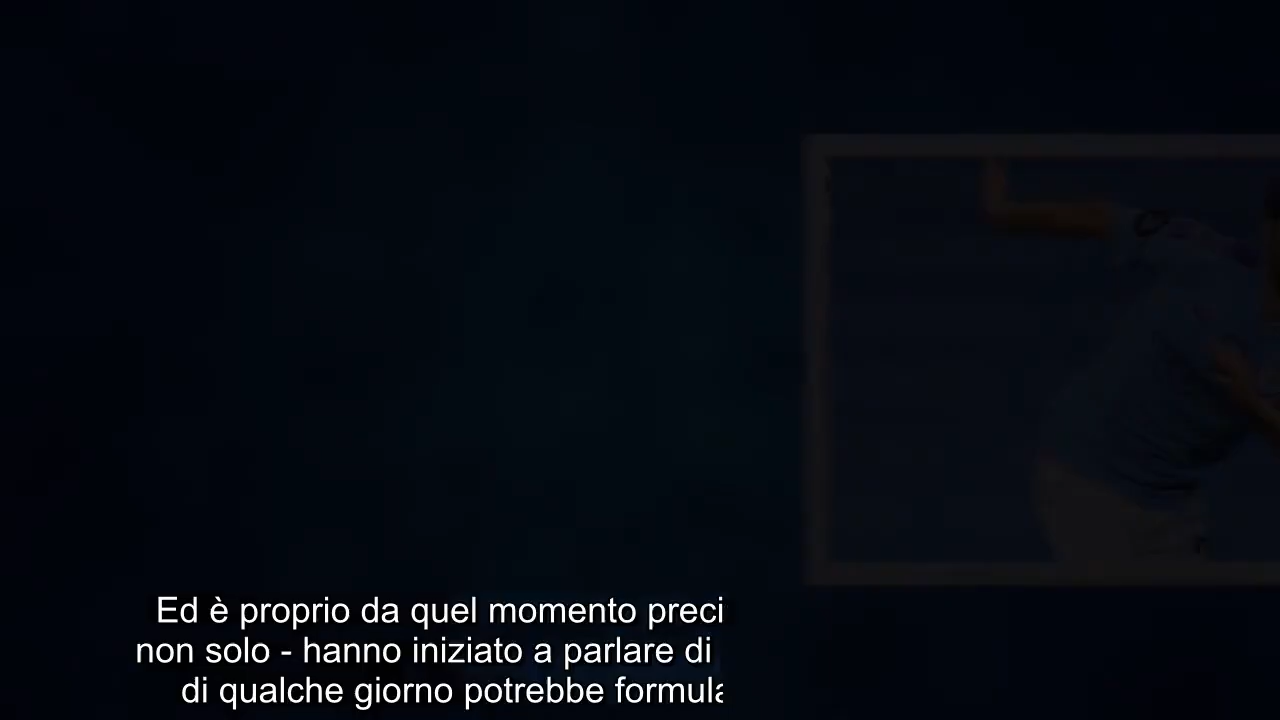 Ed è proprio da quel momento preci
non solo - hanno iniziato a parlare di
di qualche giorno potrebbe formula